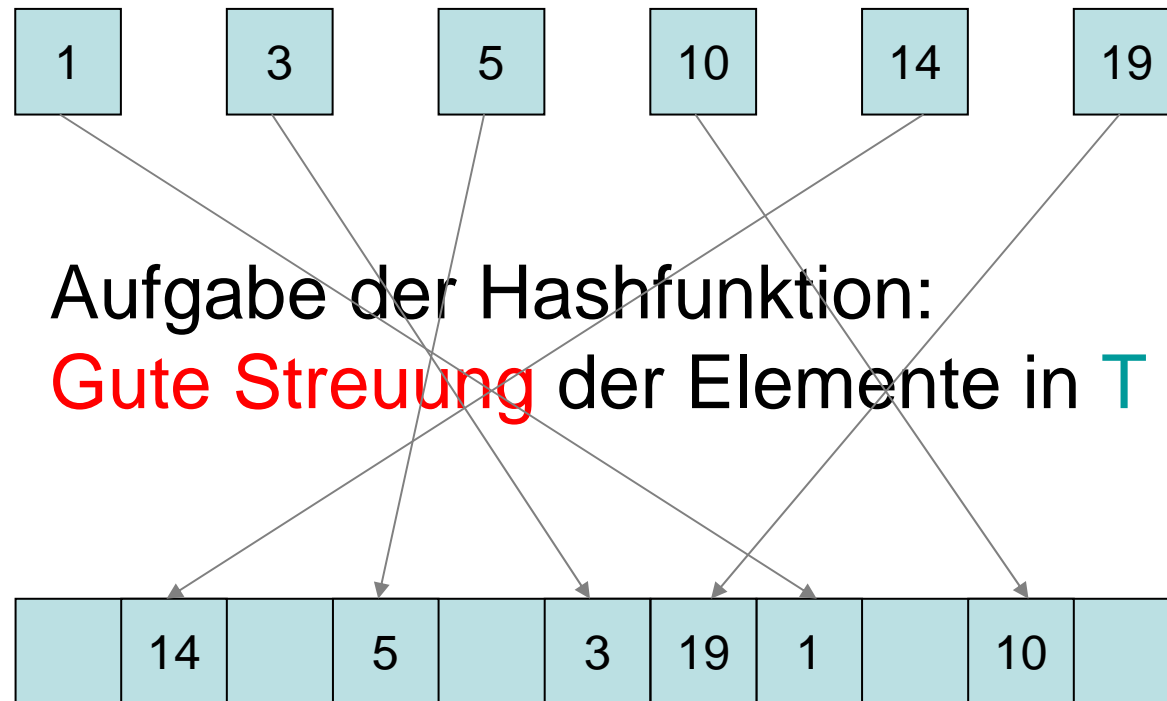 1 3 5 10 14 19
Aufgabe der Hashfunktion:
Gute Streuung der Elemente in T
14 5 3 19 1 10